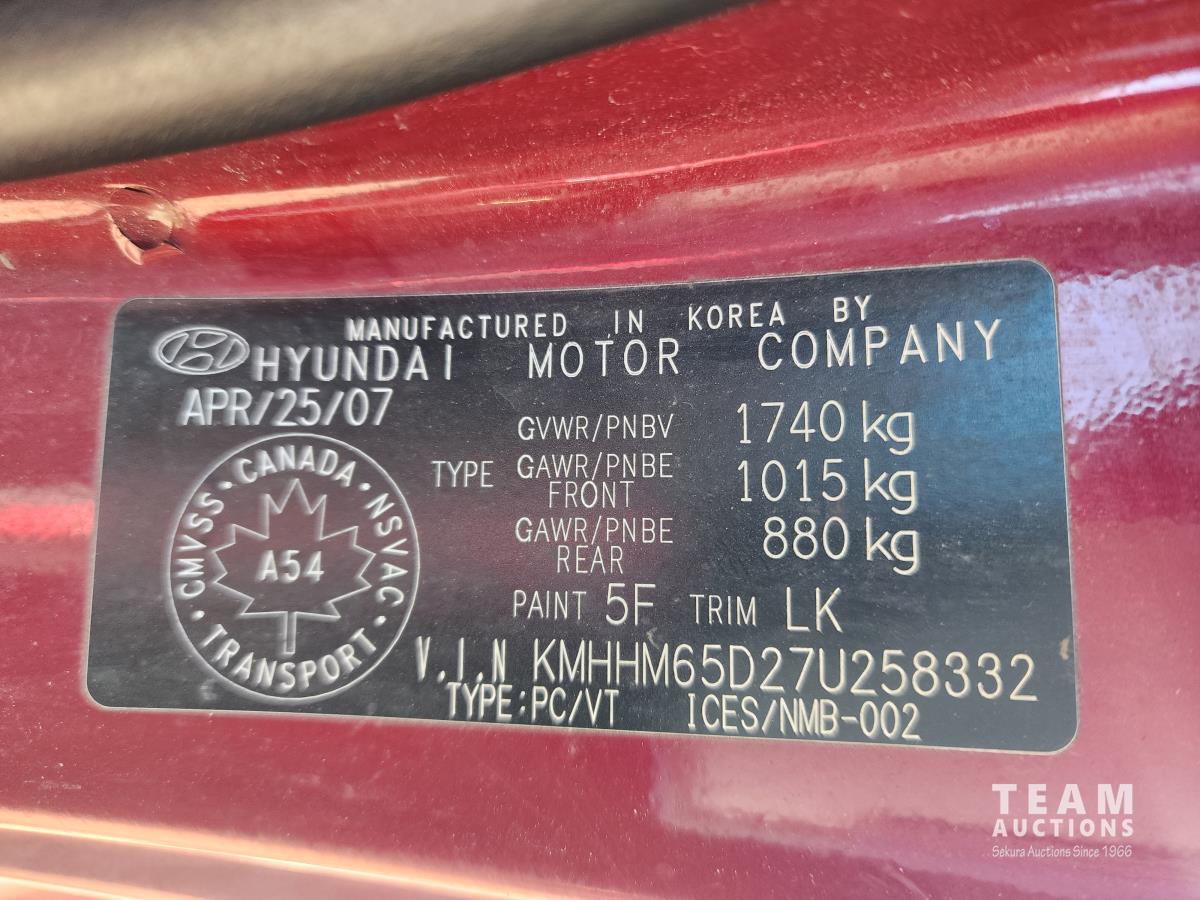 MANUFACTURED IN KOREA BY
HYUNDAI MOTOR COMPANY
APR/25/07
GVWR/PNBV 1740 kg
TYPE GAWR/PNBE FRONT 1015 kg
GAWR/PNBE REAR 880 kg
CMVSS • CANADA • NSVAC • TRANSPORT •
A54
PAINT 5F TRIM LK
V.I.N KMHHM65D27U258332
TYPE:PC/VT ICES/NMB-002
TEAM
AUCTIONS
Sekura Auctions Since 1966